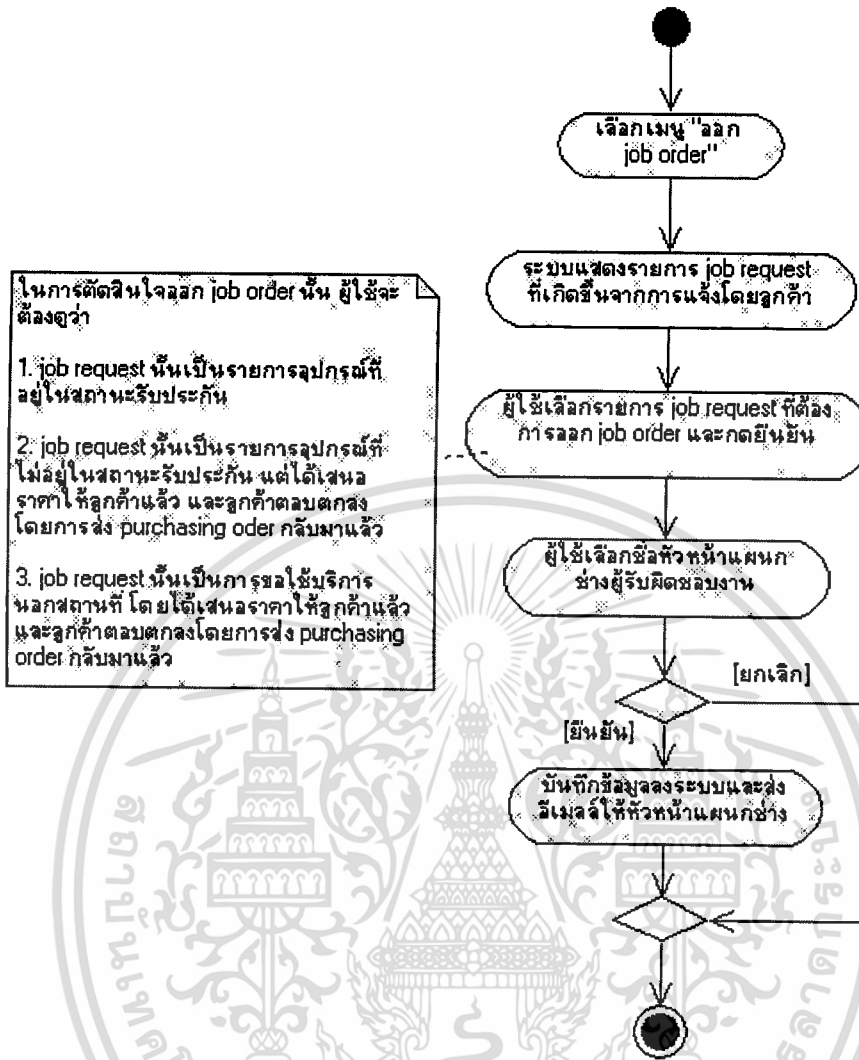 เลือกเมนู "ออก
job order"
ระบบแสดงรายการ job request
ที่เกิดขึ้นจากการแจ้งโดยลูกค้า
ในการตัดสินใจออก job order นั้น ผู้ใช้จะ
ต้องดูว่า
1. job request นั้นเป็นรายการอุปกรณ์ที่
อยู่ในสถานะรับประกัน
2. job request นั้นเป็นรายการอุปกรณ์ที่
ไม่อยู่ในสถานะรับประกัน แต่ได้เสนอ
ราคาให้ลูกค้าแล้ว และลูกค้าตอบตกลง
โดยการส่ง purchasing oder กลับมาแล้ว
3. job request นั้นเป็นการขอใช้บริการ
นอกสถานที่ โดยได้เสนอราคาให้ลูกค้าแล้ว
และลูกค้าตอบตกลงโดยการส่ง purchasing
order กลับมาแล้ว
ผู้ใช้เลือกรายการ job request ที่ต้อง
การออก job order และกดยืนยัน
ผู้ใช้เลือกชื่อหัวหน้าแผนก
ช่างผู้รับผิดชอบงาน
[ยกเลิก]
[ยืนยัน]
บันทึกข้อมูลลงระบบและส่ง
อีเมลล์ให้หัวหน้าแผนกช่าง